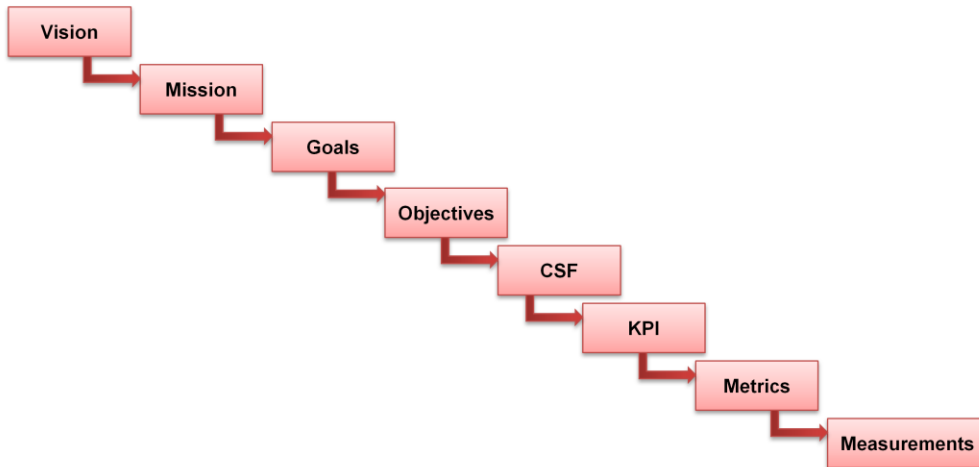 Vision
Mission
Goals
Objectives
CSF
KPI
Metrics
Measurements